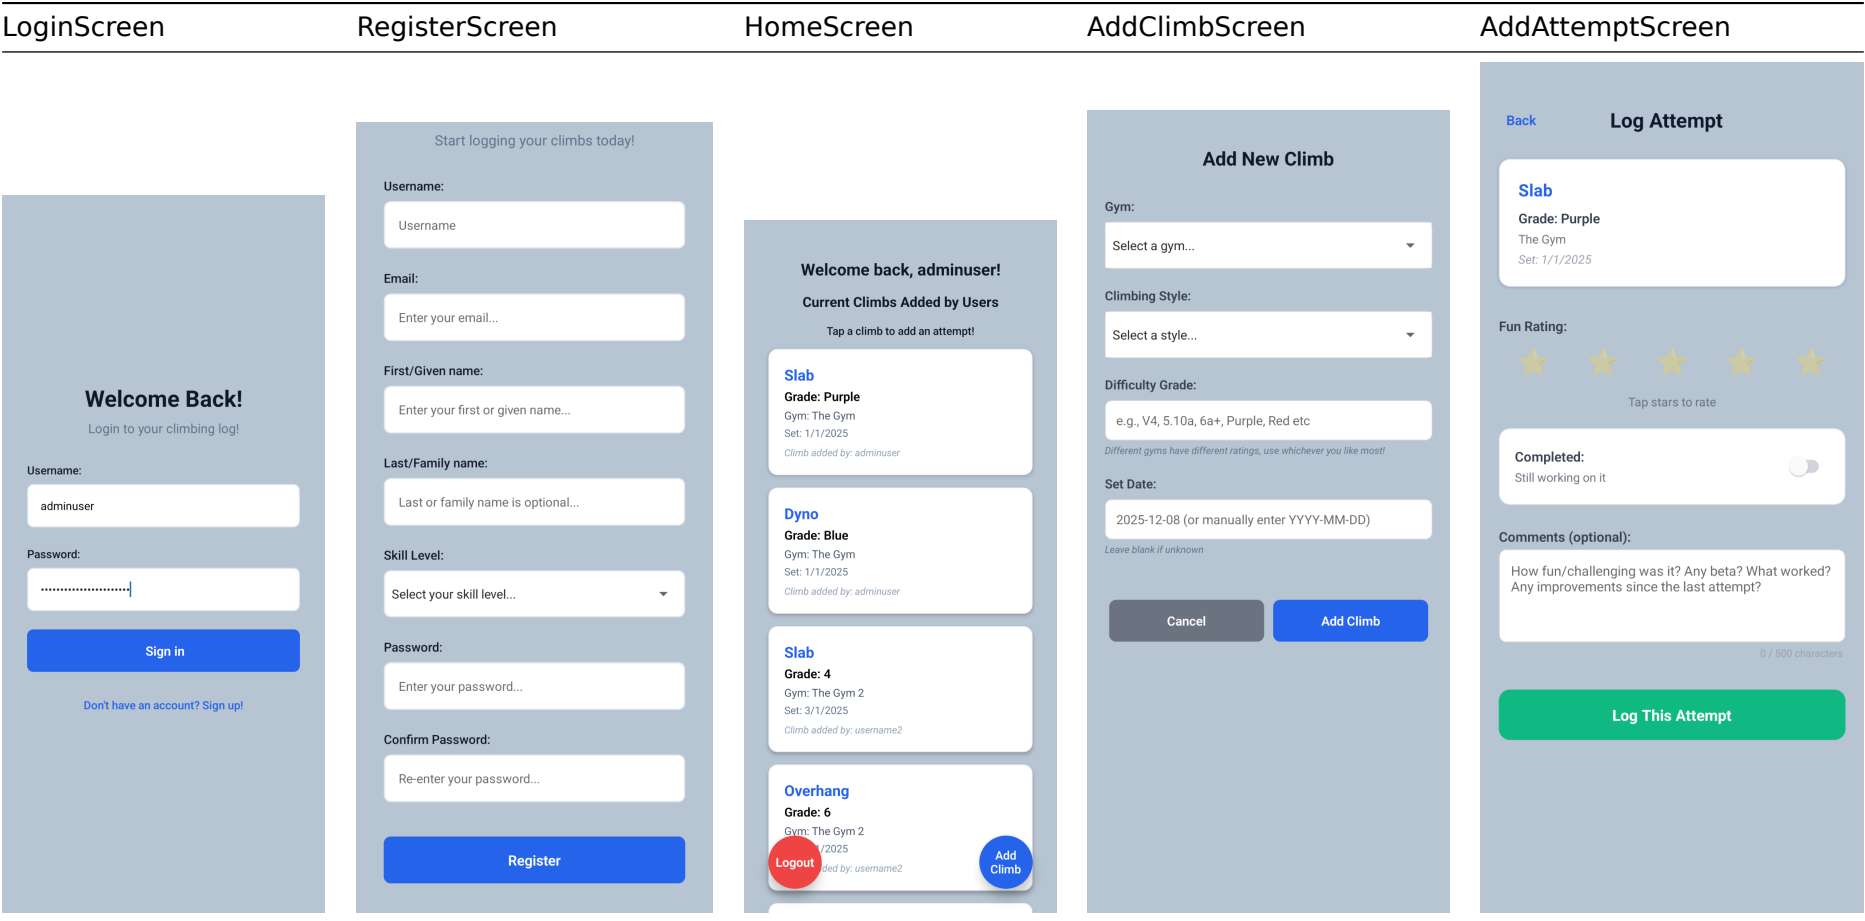 LoginScreen
RegisterScreen
HomeScreen
AddClimbScreen
AddAttemptScreen
Welcome Back!
Login to your climbing log!
Username:
adminuser
Password:
Sign in
Don't have an account? Sign up!
Start logging your climbs today!
Username:
Username
Email:
Enter your email...
First/Given name:
Enter your first or given name...
Last/Family name:
Last or family name is optional...
Skill Level:
Select your skill level...
Password:
Enter your password...
Confirm Password:
Re-enter your password...
Register
Welcome back, adminuser!
Current Climbs Added by Users
Tap a climb to add an attempt!
Slab
Grade: Purple
Gym: The Gym
Set: 1/1/2025
Climb added by: adminuser
Dyno
Grade: Blue
Gym: The Gym
Set: 1/1/2025
Climb added by: adminuser
Slab
Grade: 4
Gym: The Gym 2
Set: 3/1/2025
Climb added by: username2
Overhang
Grade: 6
Gym: The Gym 2
/2025
by: username2
Logout
Add
Climb
Add New Climb
Gym:
Select a gym...
Climbing Style:
Select a style...
Difficulty Grade:
e.g., V4, 5.10a, 6a+, Purple, Red etc
Different gyms have different ratings, use whichever you like most!
Set Date:
2025-12-08 (or manually enter YYYY-MM-DD)
Leave blank if unknown
Cancel
Add Climb
Back
Log Attempt
Slab
Grade: Purple
The Gym
Set: 1/1/2025
Fun Rating:
Tap stars to rate
Completed:
Still working on it
Comments (optional):
How fun/challenging was it? Any beta? What worked?
Any improvements since the last attempt?
0 / 500 characters
Log This Attempt